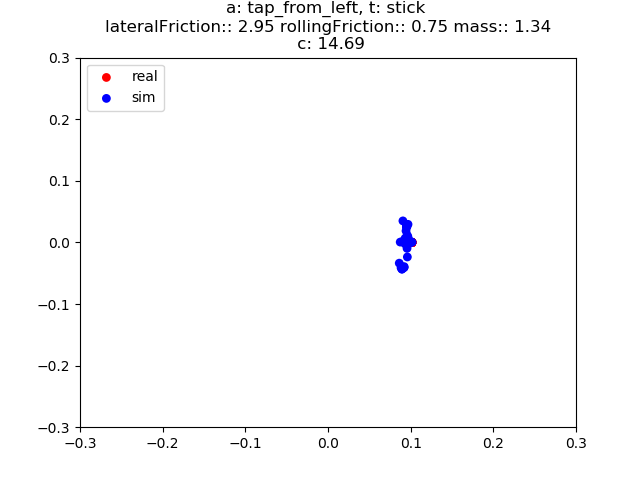 a: tap_from_left, t: stick
lateralFriction:: 2.95 rollingFriction:: 0.75 mass:: 1.34
c: 14.69
real
sim
0.3
0.2
0.1
0.0
−0.1
−0.2
−0.3
−0.3 −0.2 −0.1 0.0 0.1 0.2 0.3